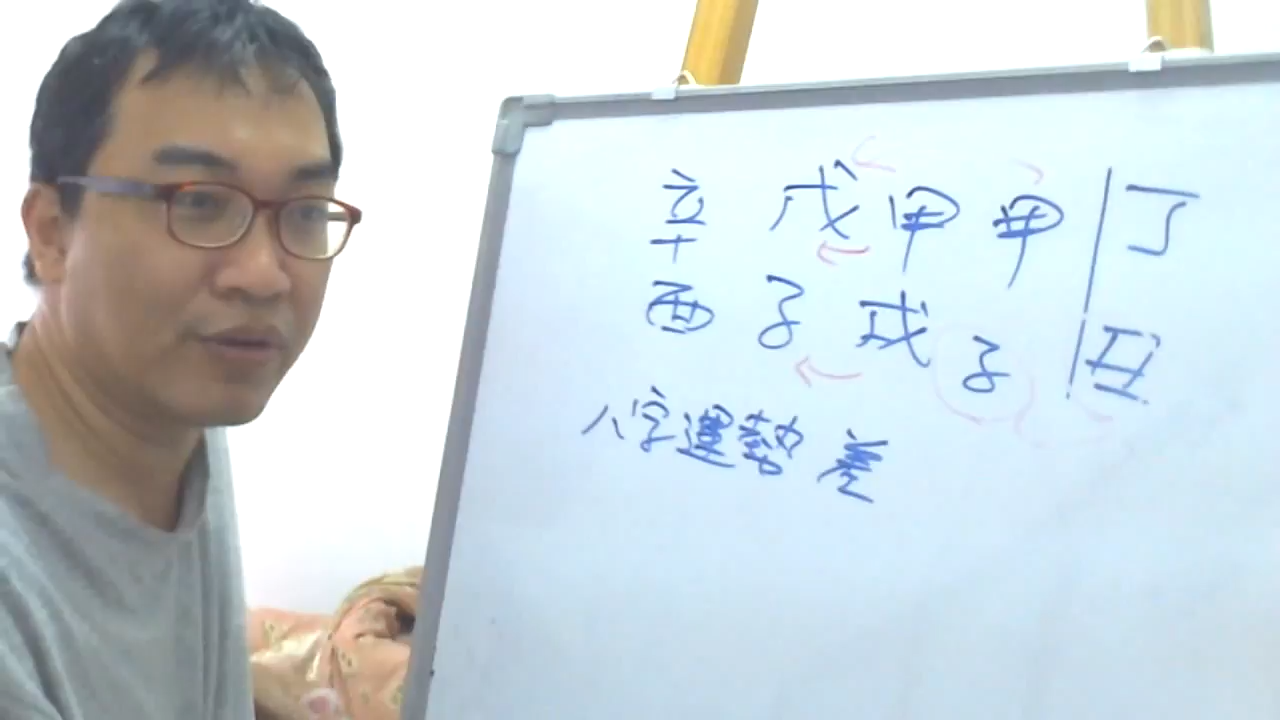 辛 戊 甲 甲 丁
酉 子 戌 子 丑
八字運勢 差